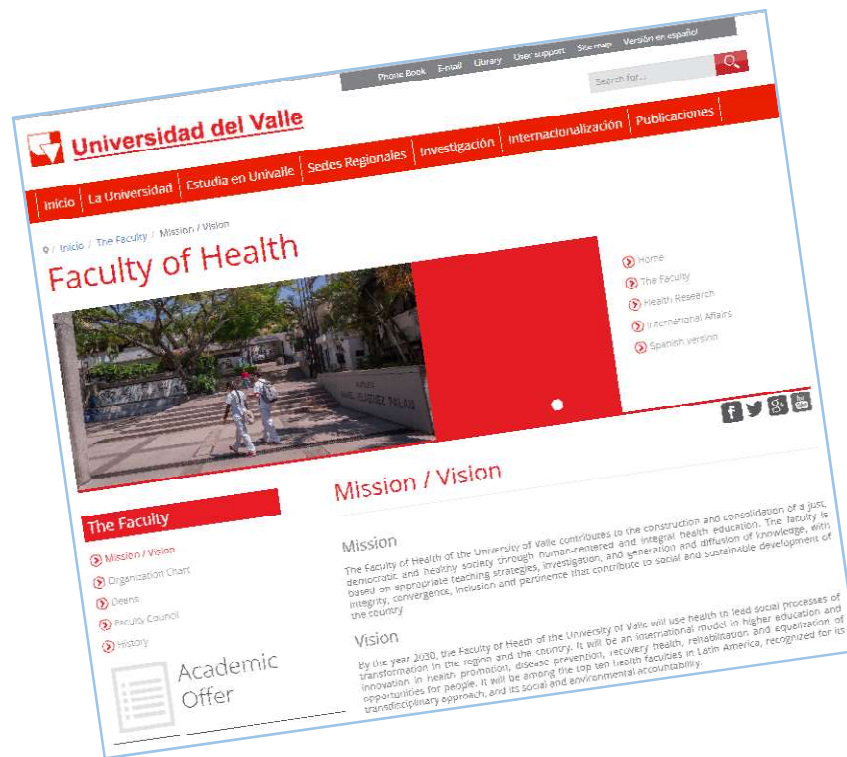 Phone Book E-mail Library User support Site map Versión en español
Search for...
Universidad del Valle
Inicio La Universidad Estudia en Univalle Sedes Regionales Investigación Internacionalización Publicaciones
/ Inicio / The Faculty / Mission / Vision
Faculty of Health
Home
The Faculty
Health Research
International Affairs
Spanish version
The Faculty
Mission / Vision
Organization Chart
Deans
Faculty Council
History
Academic
Offer
Mission / Vision
Mission
The Faculty of Health of the University of Valle contributes to the construction and consolidation of a just,
democratic and healthy society through human-centered and integral health education. The faculty is
based on appropriate teaching strategies, investigation, and generation and diffusion of knowledge, with
integrity, convergence, inclusion and pertinence that contribute to social and sustainable development of
the country
Vision
By the year 2030, the Faculty of Heath of the University of Valle will use health to lead social processes of
transformation in the region and the country. It will be an international model in higher education and
innovation in health promotion, disease prevention, recovery health, rehabilitation and equalization of
opportunities for people. It will be among the top ten health faculties in Latin America, recognized for its
transdisciplinary approach, and its social and environmental accountability.